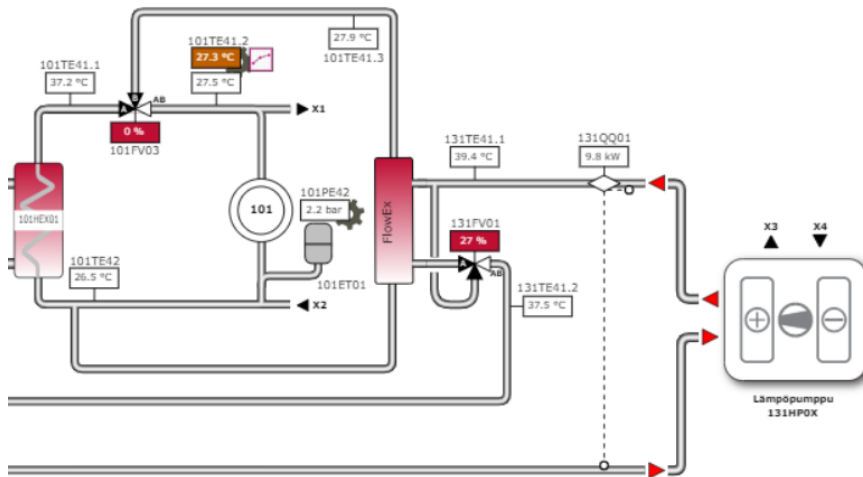 101TE41.2
27.9 °C
101TE41.3
27.3 °C
101TE41.1
37.2 °C
27.5 °C
B
A
AB
X1
0 %
101FV03
131TE41.1
39.4 °C
131QQ01
9.8 kW
101HEX01
101
101PE42
2.2 bar
FlowEx
131FV01
27 %
A
AB
X3
X4
101TE42
26.5 °C
101ET01
X2
131TE41.2
37.5 °C
Lämpöpumppu
131HP0X